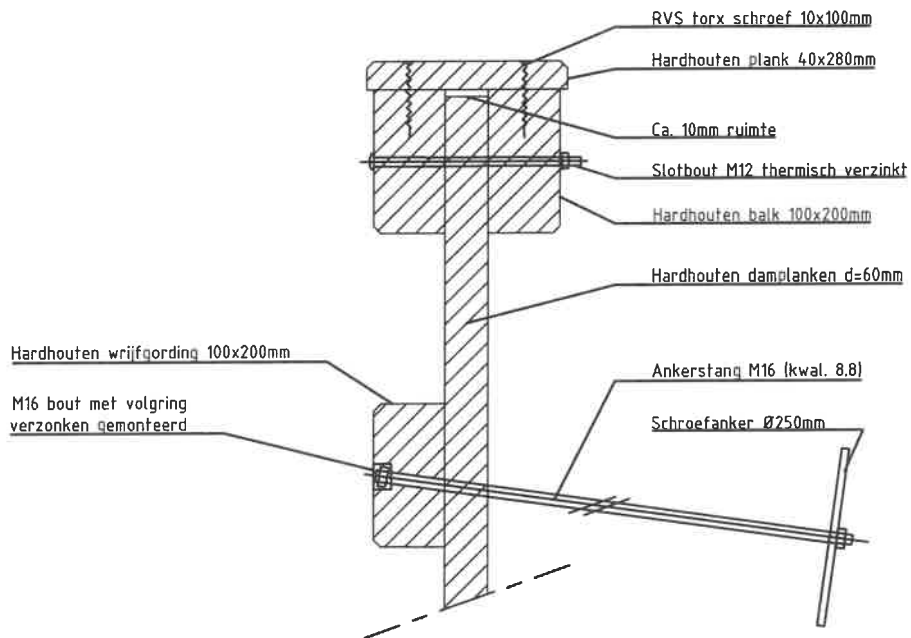 RVS torx schroef 10x100mm
Hardhouten plank 40x280mm
Ca. 10mm ruimte
Slotbout M12 thermisch verzinkt
Hardhouten balk 100x200mm
Hardhouten damplanken d=60mm
Hardhouten wrijfgording 100x200mm
M16 bout met volgring
verzonken gemonteerd
Ankerstang M16 (kwal. 8.8)
Schroefanker Ø250mm